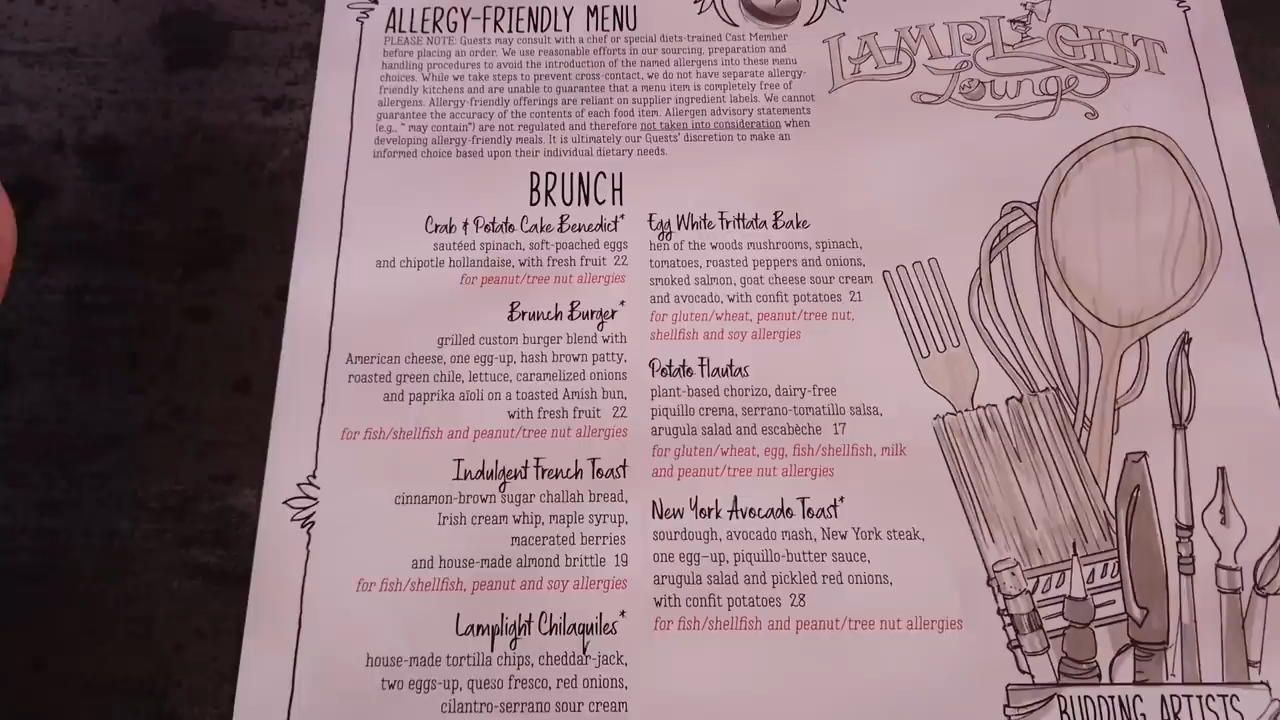 ALLERGY-FRIENDLY MENU
PLEASE NOTE: Guests may consult with a chef or special diets-trained Cast Member
before placing an order. We use reasonable efforts in our sourcing, preparation and
handling procedures to avoid the introduction of the named allergens into these menu
choices. While we take steps to prevent cross-contact, we do not have separate allergy-
friendly kitchens and are unable to guarantee that a menu item is completely free of
allergens. Allergy-friendly offerings are reliant on supplier ingredient labels. We cannot
guarantee the accuracy of the contents of each food item. Allergen advisory statements
(e.g., " may contain") are not regulated and therefore not taken into consideration when
developing allergy-friendly meals. It is ultimately our Guests' discretion to make an
informed choice based upon their individual dietary needs.
LAMPLIGHT
Lounge
BRUNCH
Crab & Potato Cake Benedict*
sautéed spinach, soft-poached eggs
and chipotle hollandaise, with fresh fruit 22
for peanut/tree nut allergies
Brunch Burger*
grilled custom burger blend with
American cheese, one egg-up, hash brown patty,
roasted green chile, lettuce, caramelized onions
and paprika aïoli on a toasted Amish bun,
with fresh fruit 22
for fish/shellfish and peanut/tree nut allergies
Indulgent French Toast
cinnamon-brown sugar challah bread,
Irish cream whip, maple syrup,
macerated berries
and house-made almond brittle 19
for fish/shellfish, peanut and soy allergies
Lamplight Chilaquiles*
house-made tortilla chips, cheddar-jack,
two eggs-up, queso fresco, red onions,
cilantro-serrano sour cream
Egg White Frittata Bake
hen of the woods mushrooms, spinach,
tomatoes, roasted peppers and onions,
smoked salmon, goat cheese sour cream
and avocado, with confit potatoes 21
for gluten/wheat, peanut/tree nut,
shellfish and soy allergies
Potato Flautas
plant-based chorizo, dairy-free
piquillo crema, serrano-tomatillo salsa,
arugula salad and escabèche 17
for gluten/wheat, egg, fish/shellfish, milk
and peanut/tree nut allergies
New York Avocado Toast*
sourdough, avocado mash, New York steak,
one egg-up, piquillo-butter sauce,
arugula salad and pickled red onions,
with confit potatoes 28
for fish/shellfish and peanut/tree nut allergies
BUDDING ARTISTS